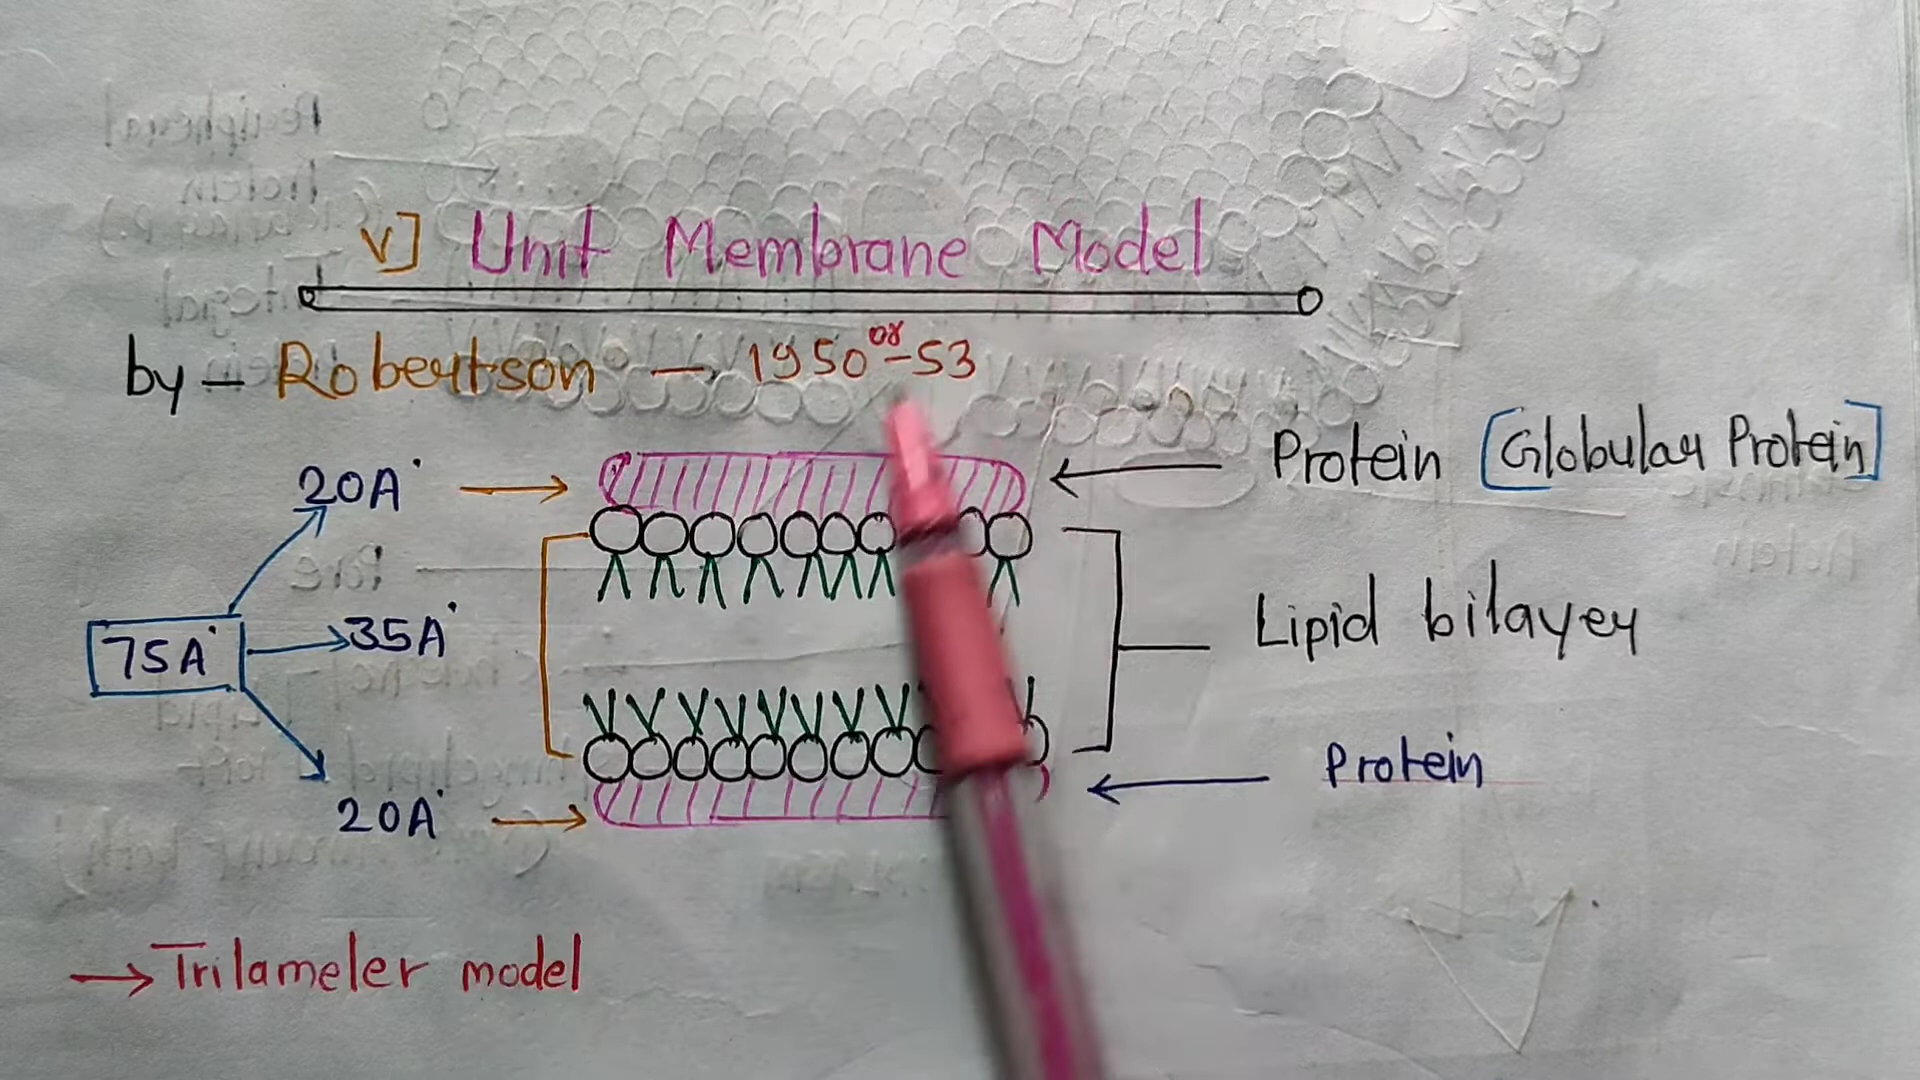 v] Unit Membrane Model
by - Robertson → 1950 or -53
20A° → ← Protein [Globular Protein]
75A° → 35A° Lipid bilayer
20A° → ← Protein
→ Trilameler model